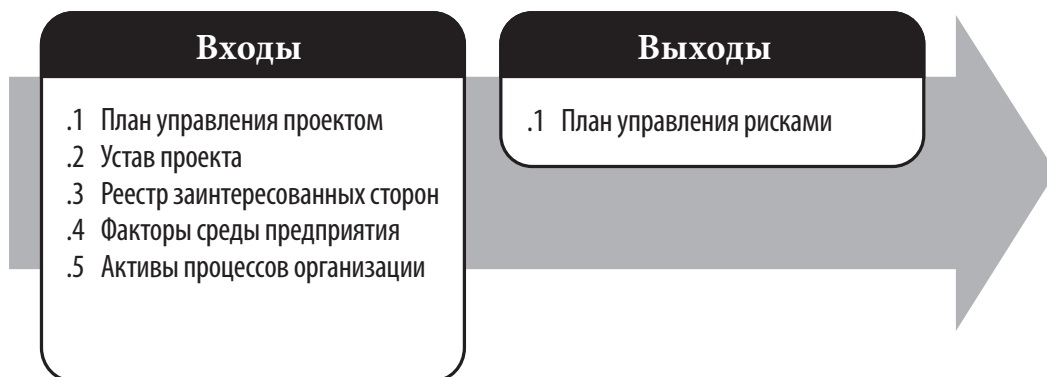 Входы
.1 План управления проектом
.2 Устав проекта
.3 Реестр заинтересованных сторон
.4 Факторы среды предприятия
.5 Активы процессов организации
Выходы
.1 План управления рисками